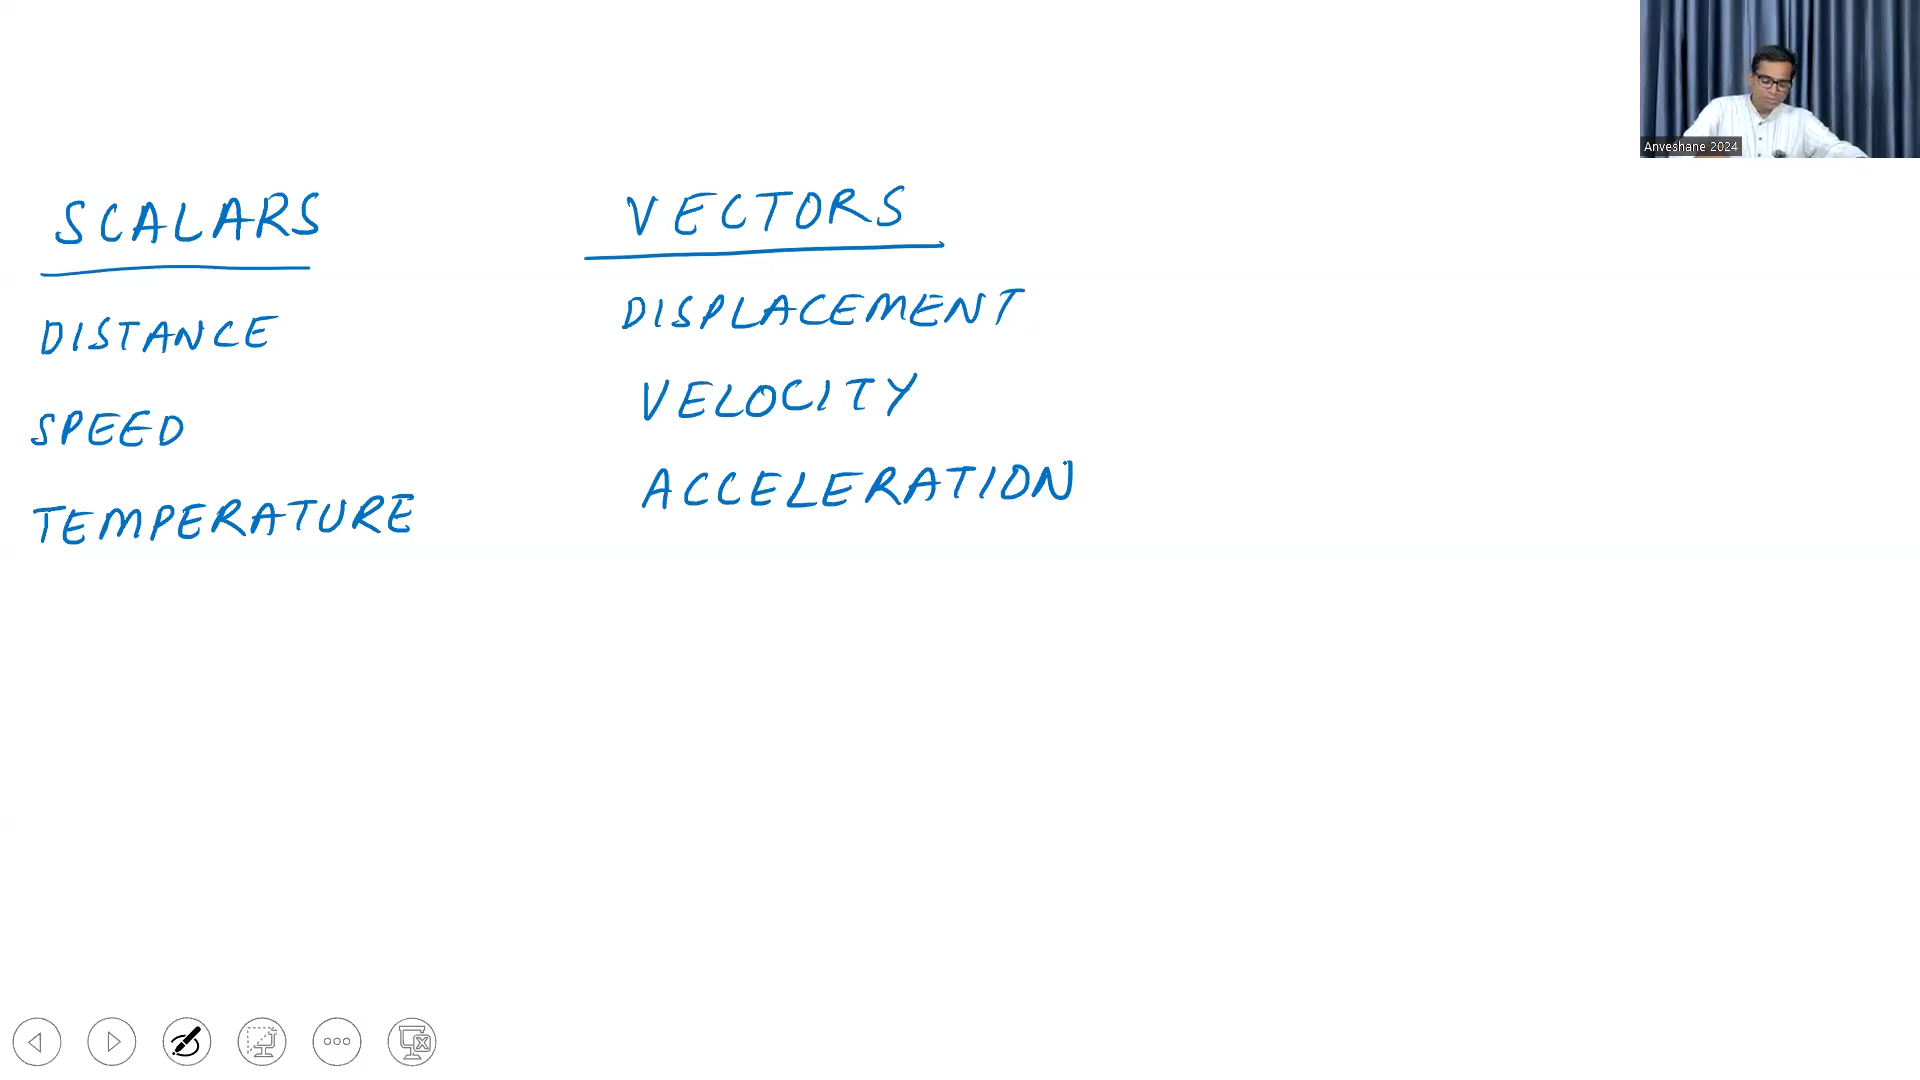 Anveshane 2024
SCALARS
DISTANCE
SPEED
TEMPERATURE
VECTORS
DISPLACEMENT
VELOCITY
ACCELERATION